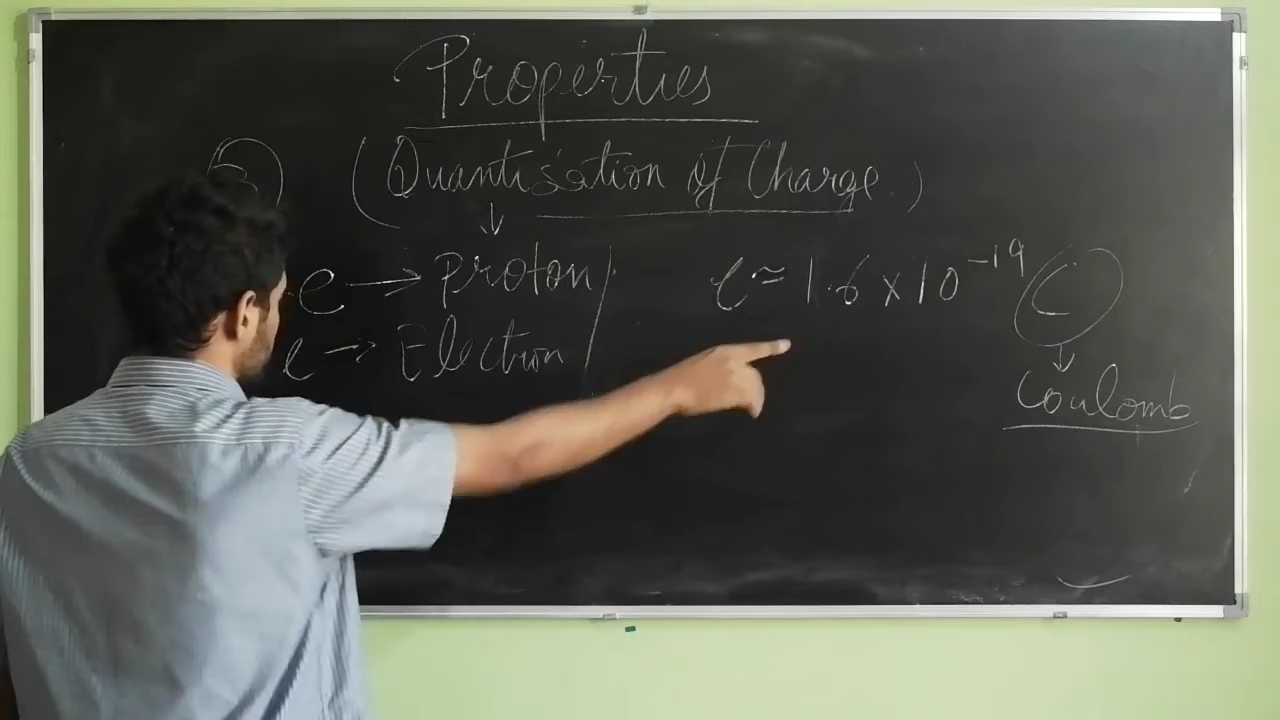 Properties
(Quantisation of Charge.)
↓
e → Proton/
e ≈ 1.6 × 10⁻¹⁹ C
e → Electron /
↓
Coulomb